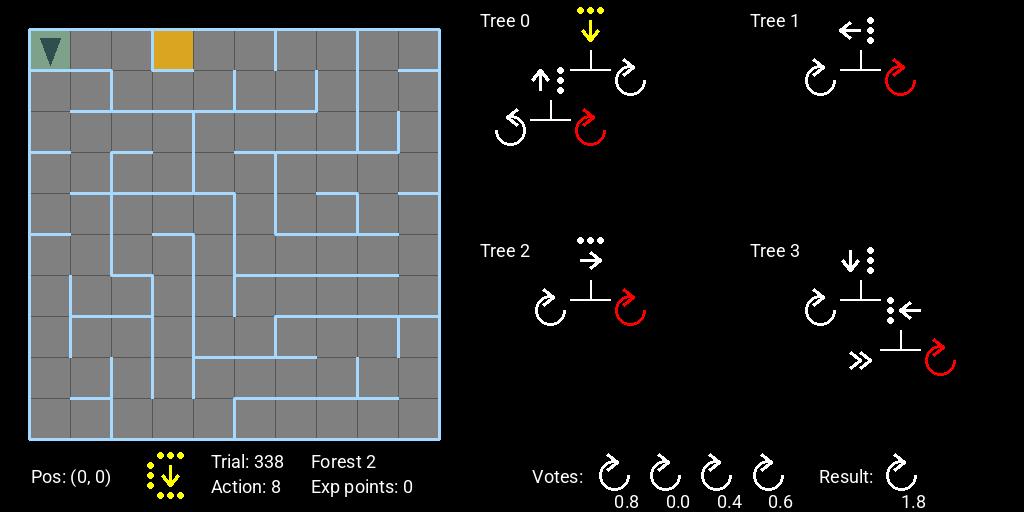 Tree 0
Tree 1
Tree 2
Tree 3
Pos: (0, 0)
Trial: 338
Forest 2
Action: 8
Exp points: 0
Votes:
0.8
0.0
0.4
0.6
Result:
1.8